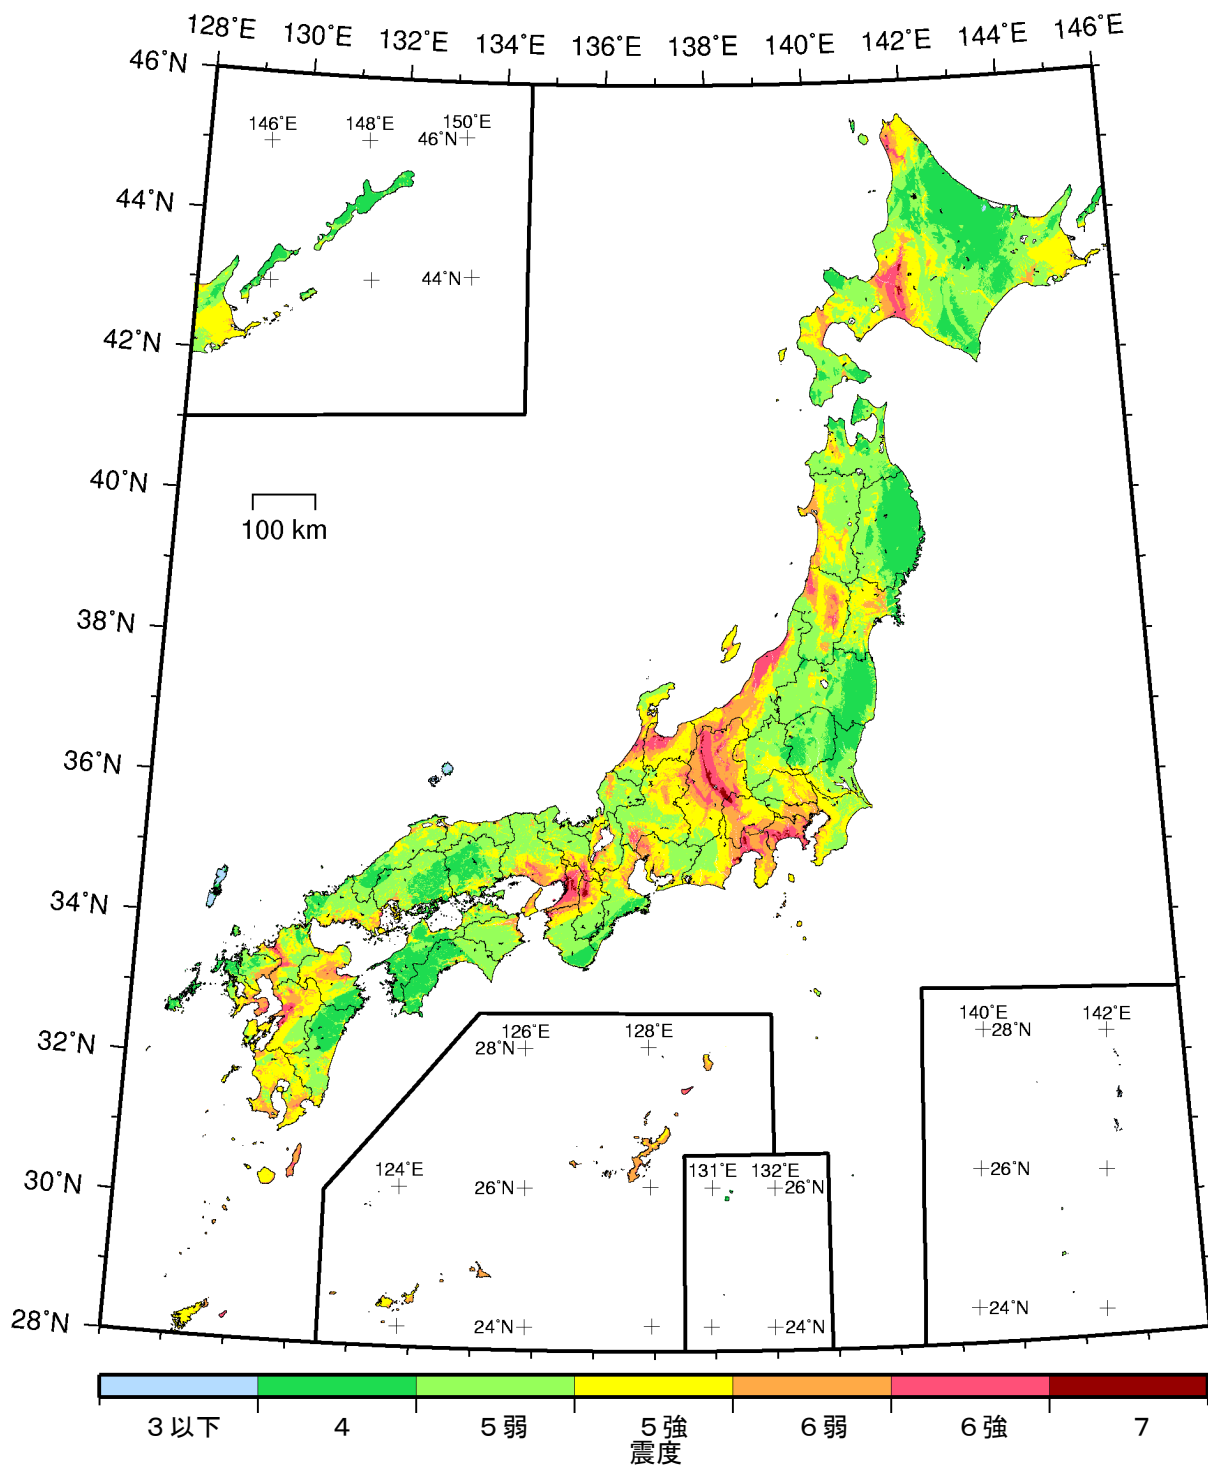 128°E 130°E 132°E 134°E 136°E 138°E 140°E 142°E 144°E 146°E
46°N
146°E 148°E 150°E
46°N
44°N
44°N
42°N
40°N
100 km
38°N
36°N
34°N
32°N
30°N
28°N
126°E 128°E
28°N
124°E
26°N
24°N
131°E 132°E
26°N
24°N
140°E 142°E
28°N
26°N
24°N
3以下 4 5弱 5強 6弱 6強 7
震度